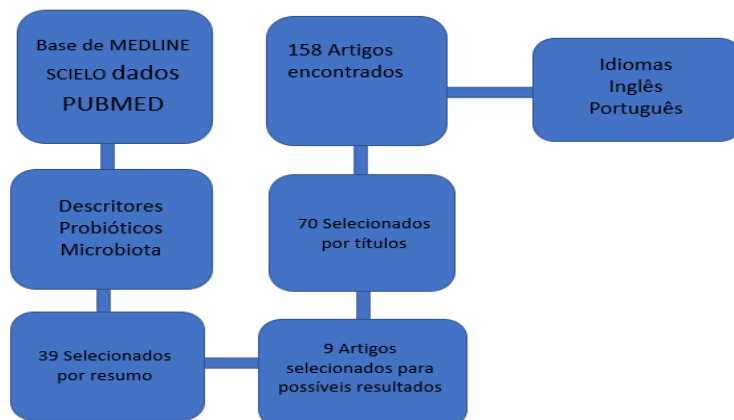 Base de MEDLINE
SCIELO dados
PUBMED
Descritores
Probióticos
Microbiota
39 Selecionados
por resumo
9 Artigos
selecionados para
possíveis resultados
70 Selecionados
por títulos
158 Artigos
encontrados
Idiomas
Inglês
Português